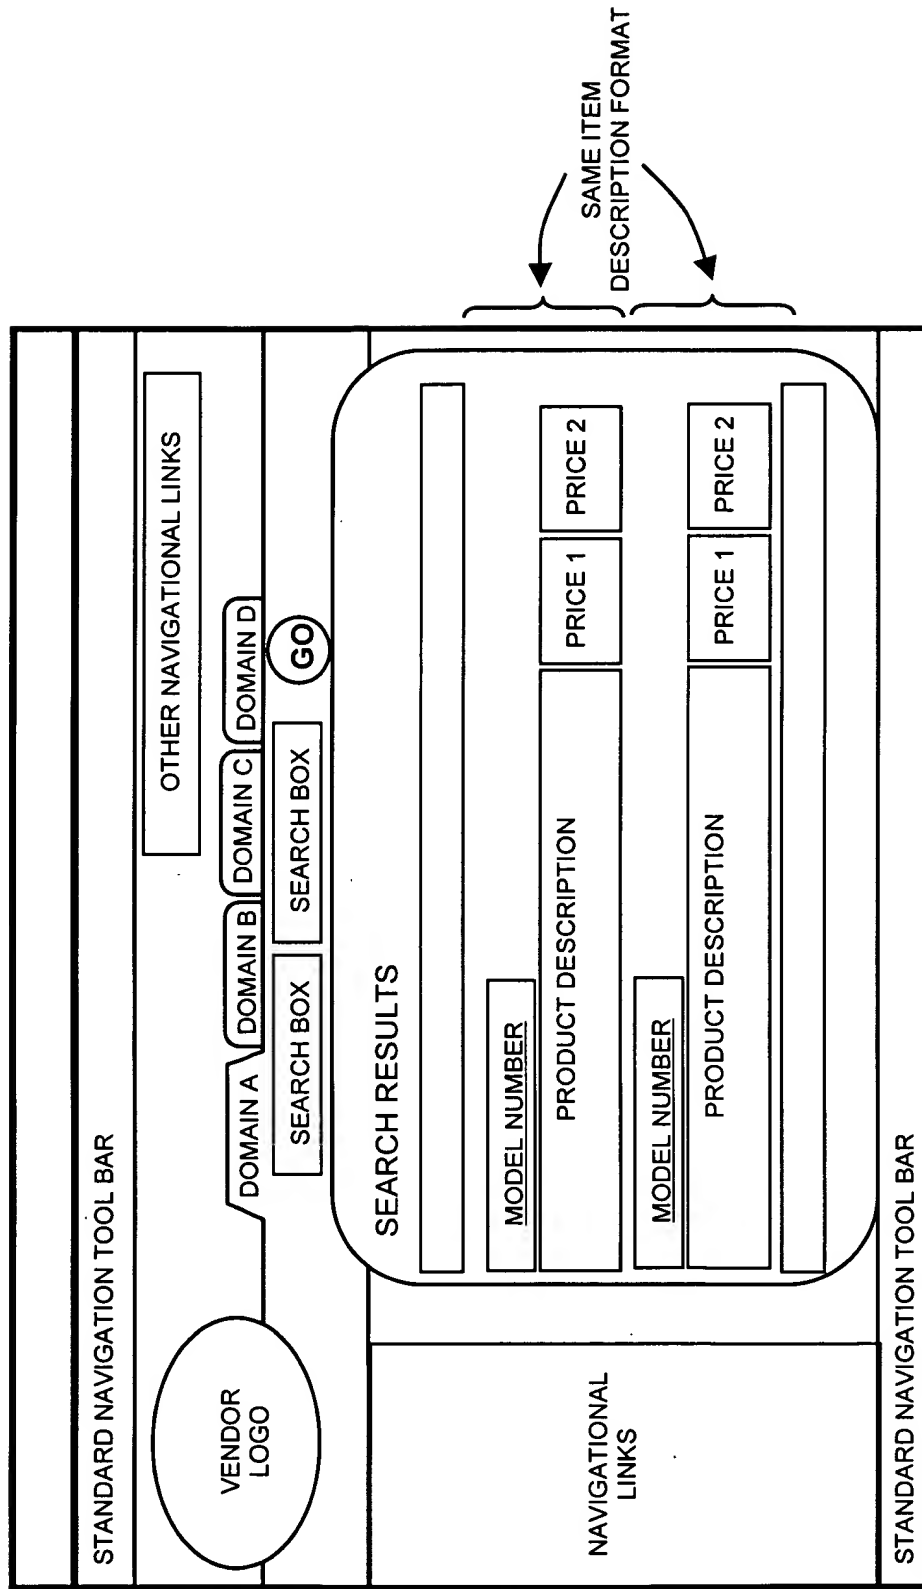 STANDARD NAVIGATION TOOL BAR
VENDOR
LOGO
OTHER NAVIGATIONAL LINKS
DOMAIN A
DOMAIN B
DOMAIN C
DOMAIN D
SEARCH BOX
SEARCH BOX
GO
NAVIGATIONAL
LINKS
SEARCH RESULTS
MODEL NUMBER
PRODUCT DESCRIPTION
PRICE 1
PRICE 2
MODEL NUMBER
PRODUCT DESCRIPTION
PRICE 1
PRICE 2
SAME ITEM
DESCRIPTION FORMAT
STANDARD NAVIGATION TOOL BAR